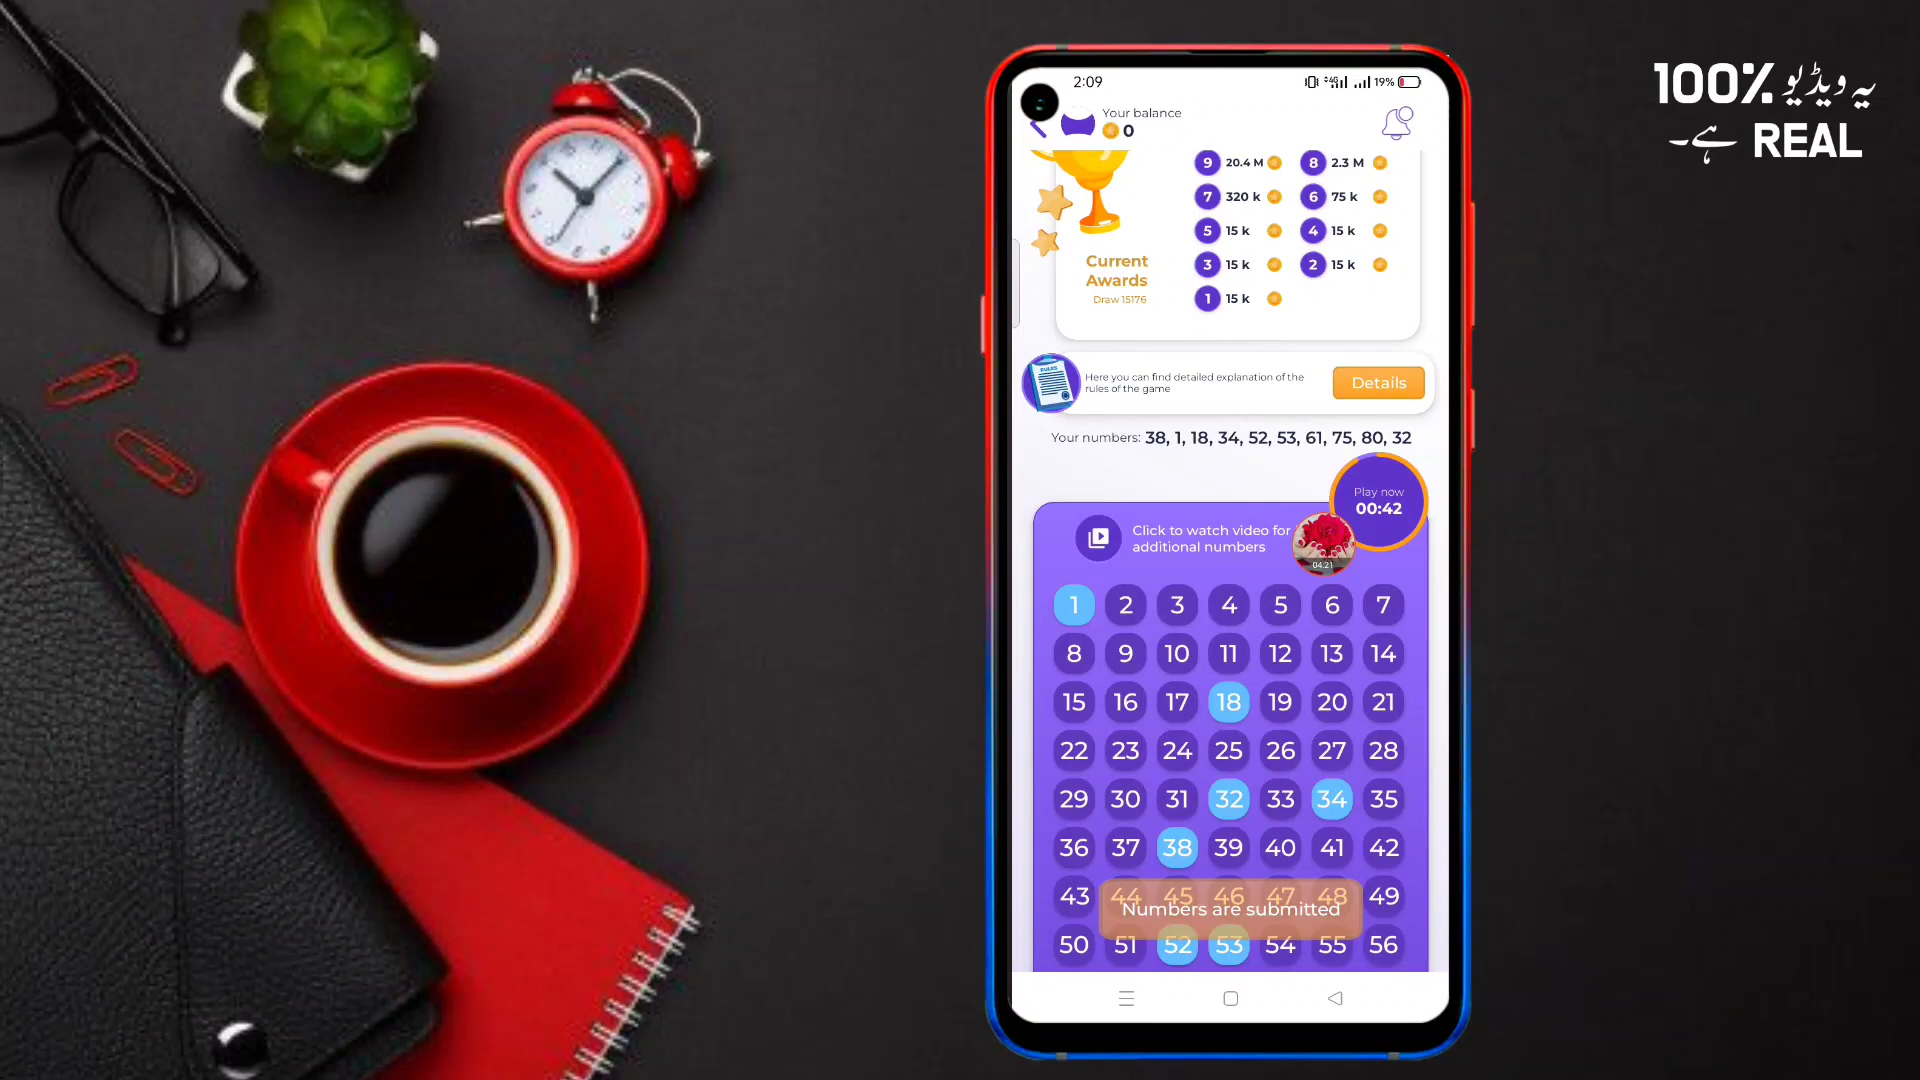 100% یہ ویڈیو
REAL ہے۔
2:09
4G
19%
Your balance
0
9 20.4 M 8 2.3 M
7 320 k 6 75 k
5 15 k 4 15 k
3 15 k 2 15 k
1 15 k
Current
Awards
Draw 15176
RULES
Here you can find detailed explanation of the
rules of the game
Details
Your numbers: 38, 1, 18, 34, 52, 53, 61, 75, 80, 32
Play now
00:42
Click to watch video for
additional numbers
04:21
1 2 3 4 5 6 7
8 9 10 11 12 13 14
15 16 17 18 19 20 21
22 23 24 25 26 27 28
29 30 31 32 33 34 35
36 37 38 39 40 41 42
43 44 45 46 47 48 49
Numbers are submitted
50 51 52 53 54 55 56